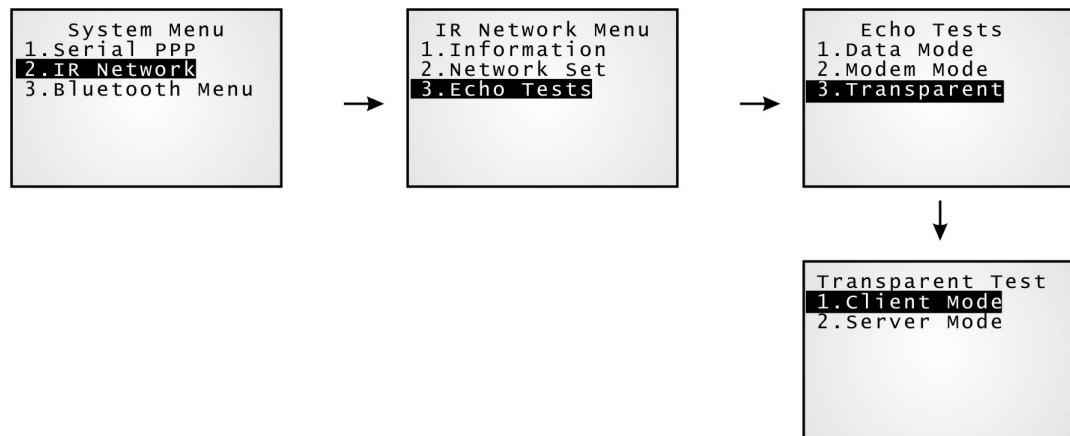 System Menu
1.Serial PPP
2.IR Network
3.Bluetooth Menu
IR Network Menu
1.Information
2.Network Set
3.Echo Tests
Echo Tests
1.Data Mode
2.Modem Mode
3.Transparent
Transparent Test
1.Client Mode
2.Server Mode